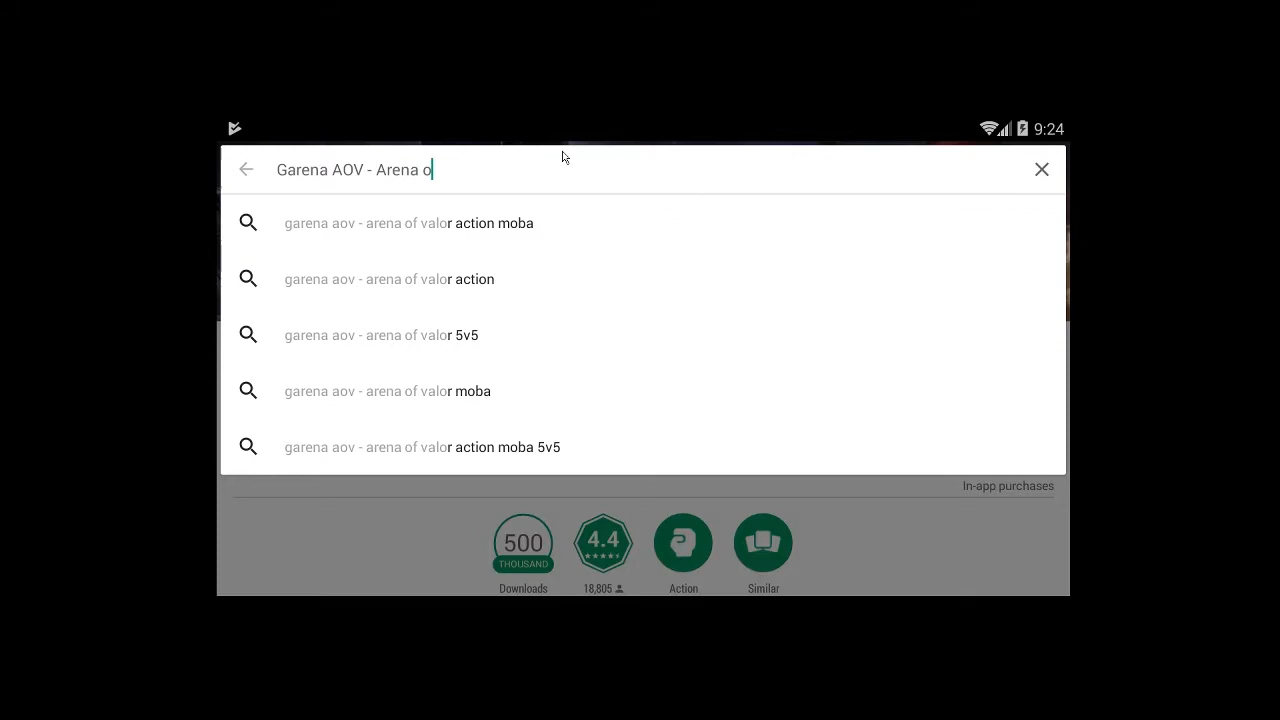 9:24
Garena AOV - Arena o
garena aov - arena of valor action moba
garena aov - arena of valor action
garena aov - arena of valor 5v5
garena aov - arena of valor moba
garena aov - arena of valor action moba 5v5
In-app purchases
500 4.4
THOUSAND
Downloads 18,805 Action Similar